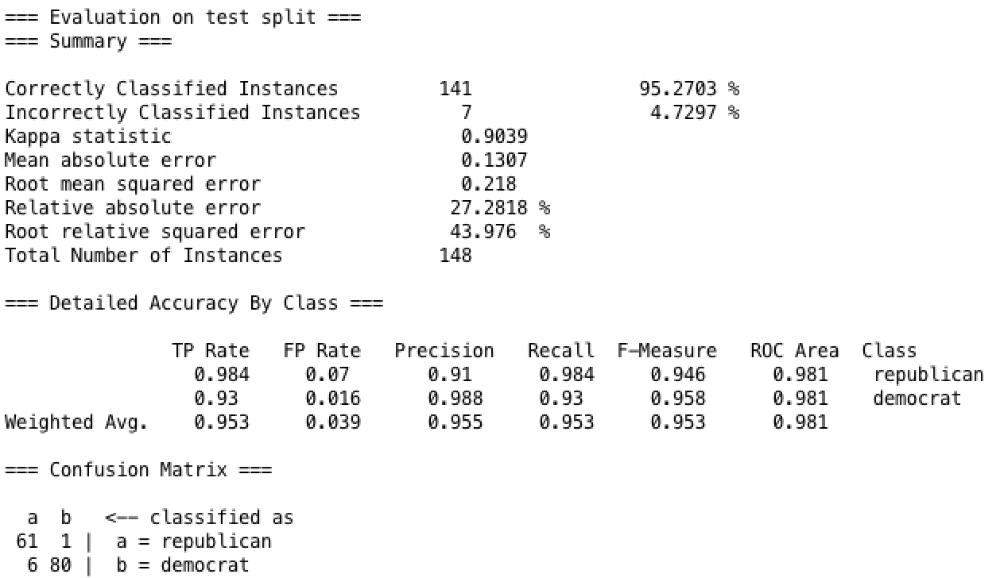 === Evaluation on test split ===
=== Summary ===
Correctly Classified Instances 141 95.2703 %
Incorrectly Classified Instances 7 4.7297 %
Kappa statistic 0.9039
Mean absolute error 0.1307
Root mean squared error 0.218
Relative absolute error 27.2818 %
Root relative squared error 43.976 %
Total Number of Instances 148
=== Detailed Accuracy By Class ===
TP Rate FP Rate Precision Recall F-Measure ROC Area Class
0.984 0.07 0.91 0.984 0.946 0.981 republican
0.93 0.016 0.988 0.93 0.958 0.981 democrat
Weighted Avg. 0.953 0.039 0.955 0.953 0.953 0.981
=== Confusion Matrix ===
a b <-- classified as
61 1 | a = republican
6 80 | b = democrat